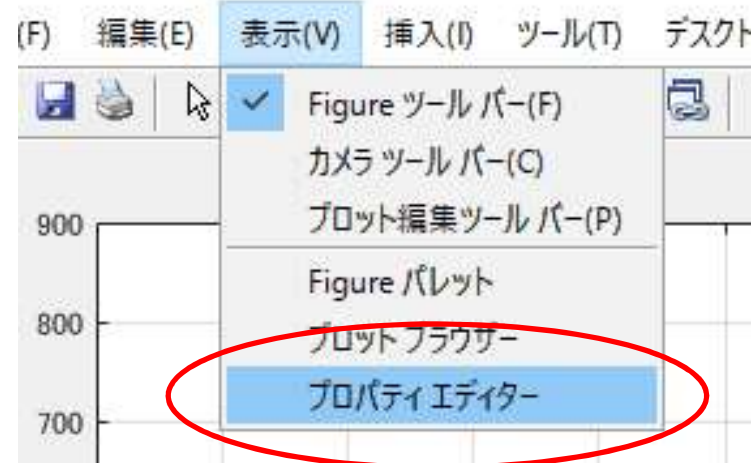 (F) 編集(E) 表示(V) 挿入(I) ツール(T) デスクト
Figure ツール バー(F)
カメラ ツール バー(C)
プロット編集ツール バー(P)
900
Figure パレット
800
プロット ブラウザー
プロパティ エディター
700